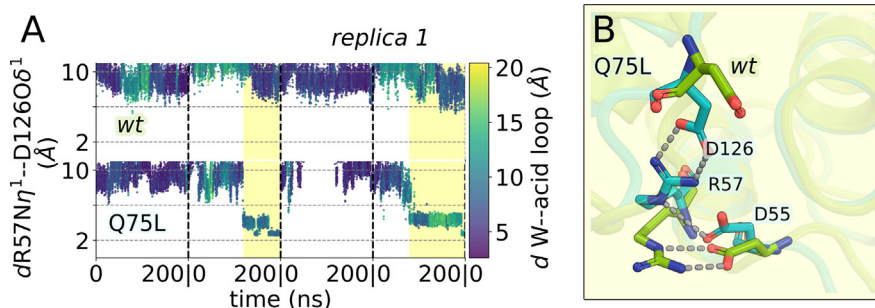 A
replica 1
dR57Nη¹--D126Oδ¹
(Å)
10
2
wt
10
2
Q75L
0
200
0
200
0
200
0
200
time (ns)
20
15
10
5
d W--acid loop (Å)
B
Q75L
wt
D126
R57
D55